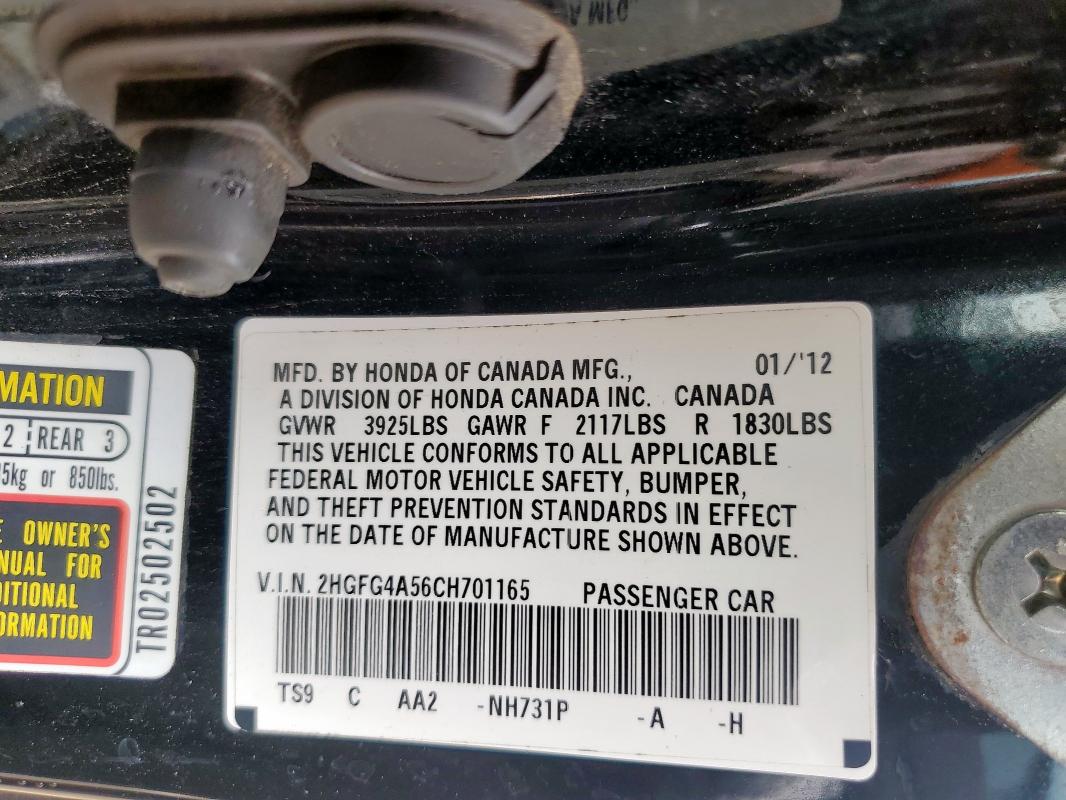 MFD.
MATION
2 REAR 3
5kg or 850lbs.
OWNER'S
NUAL FOR
DITIONAL
ORMATION
TR02502502
MFD. BY HONDA OF CANADA MFG., 01/'12
A DIVISION OF HONDA CANADA INC. CANADA
GVWR 3925LBS GAWR F 2117LBS R 1830LBS
THIS VEHICLE CONFORMS TO ALL APPLICABLE
FEDERAL MOTOR VEHICLE SAFETY, BUMPER,
AND THEFT PREVENTION STANDARDS IN EFFECT
ON THE DATE OF MANUFACTURE SHOWN ABOVE.
V.I.N. 2HGFG4A56CH701165 PASSENGER CAR
TS9 C AA2 -NH731P -A -H